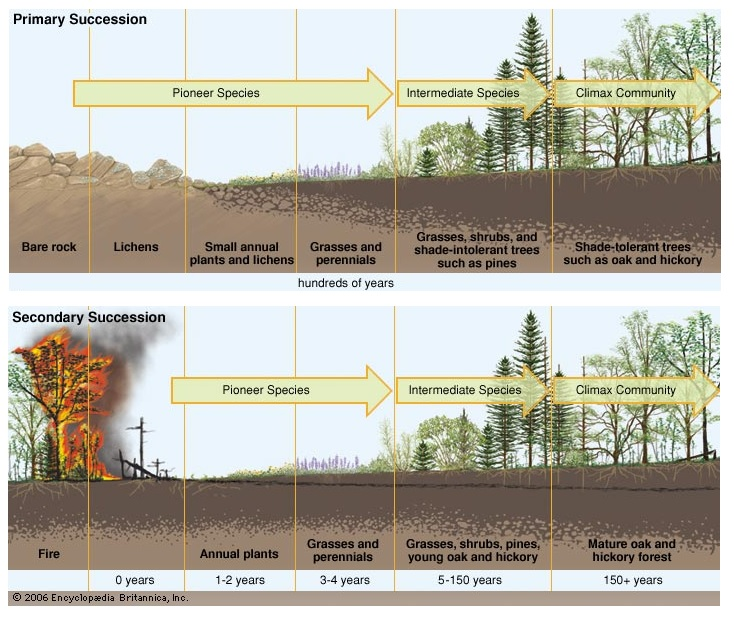 Primary Succession
Pioneer Species
Intermediate Species
Climax Community
Bare rock
Lichens
Small annual
plants and lichens
Grasses and
perennials
Grasses, shrubs, and
shade-intolerant trees
such as pines
Shade-tolerant trees
such as oak and hickory
hundreds of years
Secondary Succession
Pioneer Species
Intermediate Species
Climax Community
Fire
Annual plants
Grasses and
perennials
Grasses, shrubs, pines,
young oak and hickory
Mature oak and
hickory forest
0 years
1-2 years
3-4 years
5-150 years
150+ years
© 2006 Encyclopædia Britannica, Inc.